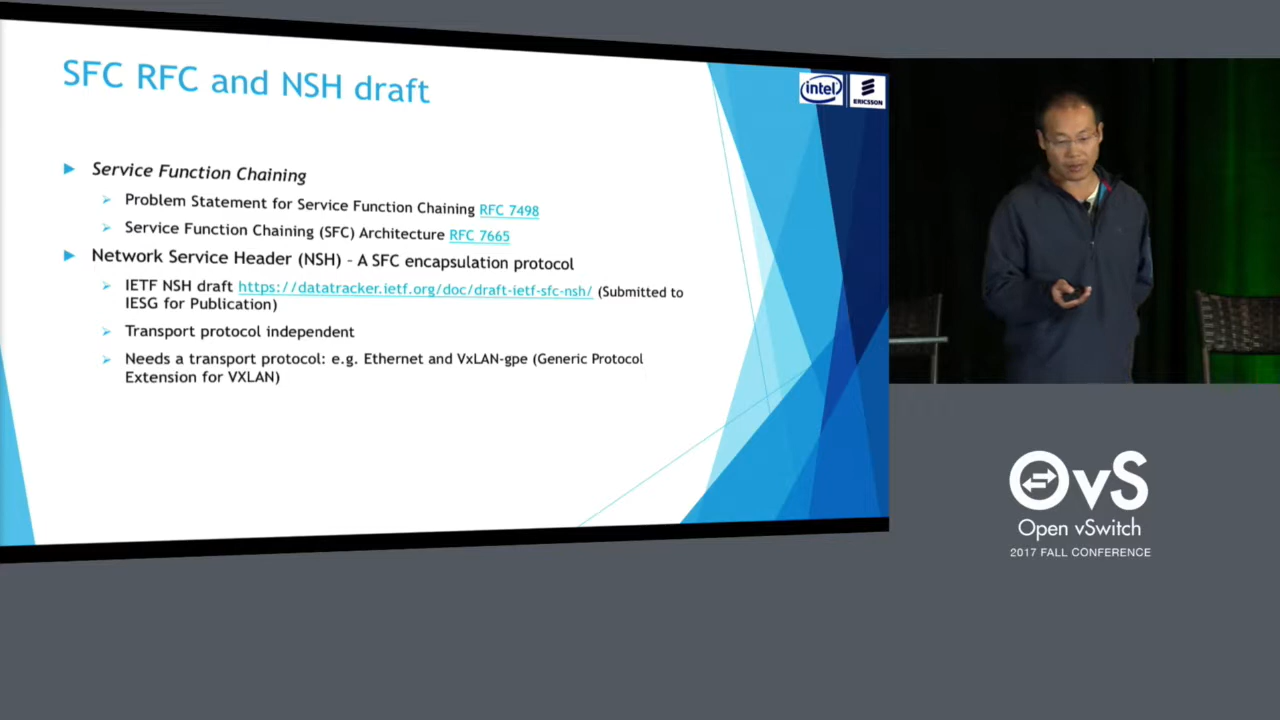 SFC RFC and NSH draft
intel
ERICSSON
Service Function Chaining
Problem Statement for Service Function Chaining RFC 7498
Service Function Chaining (SFC) Architecture RFC 7665
Network Service Header (NSH) – A SFC encapsulation protocol
IETF NSH draft https://datatracker.ietf.org/doc/draft-ietf-sfc-nsh/ (Submitted to
IESG for Publication)
Transport protocol independent
Needs a transport protocol: e.g. Ethernet and VxLAN-gpe (Generic Protocol
Extension for VXLAN)
OvS
Open vSwitch
2017 FALL CONFERENCE